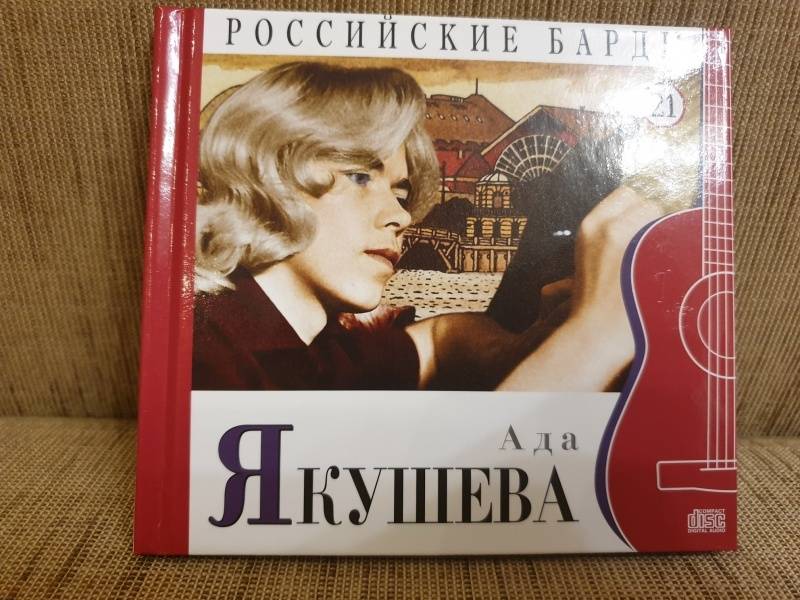 РОССИЙСКИЕ БАРДЫ
21
Ада
ЯКУШЕВА
COMPACT
disc
DIGITAL AUDIO